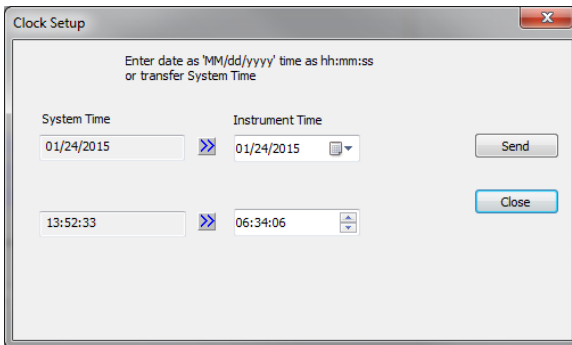 Clock Setup
Enter date as 'MM/dd/yyyy' time as hh:mm:ss
or transfer System Time
System Time
Instrument Time
01/24/2015
>>
01/24/2015
Send
Close
13:52:33
>>
06:34:06